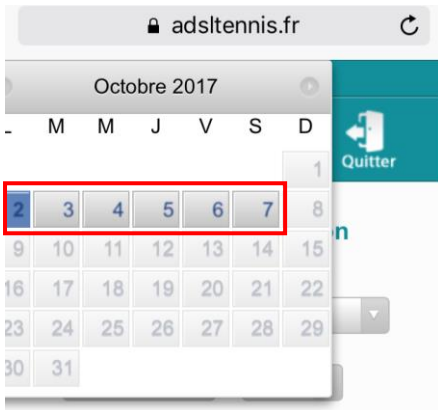 adsltennis.fr
Octobre 2017
L M M J V S D
1
Quitter
2 3 4 5 6 7 8
n
9 10 11 12 13 14 15
16 17 18 19 20 21 22
23 24 25 26 27 28 29
30 31